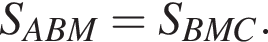 S_{ABM} = S_{BMC}.